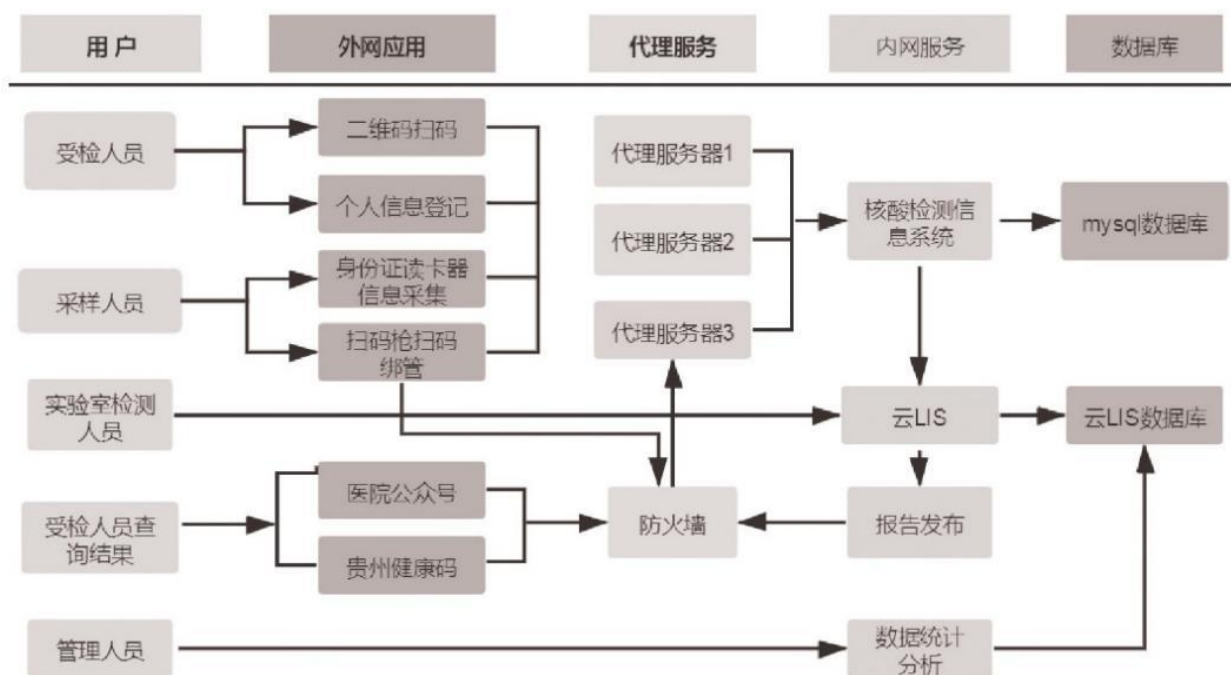 用户
外网应用
代理服务
内网服务
数据库
受检人员
二维码扫码
个人信息登记
代理服务器1
代理服务器2
代理服务器3
核酸检测信
息系统
mysql数据库
采样人员
身份证读卡器
信息采集
扫码枪扫码
绑管
实验室检测
人员
云LIS
云LIS数据库
受检人员查
询结果
医院公众号
贵州健康码
防火墙
报告发布
管理人员
数据统计
分析